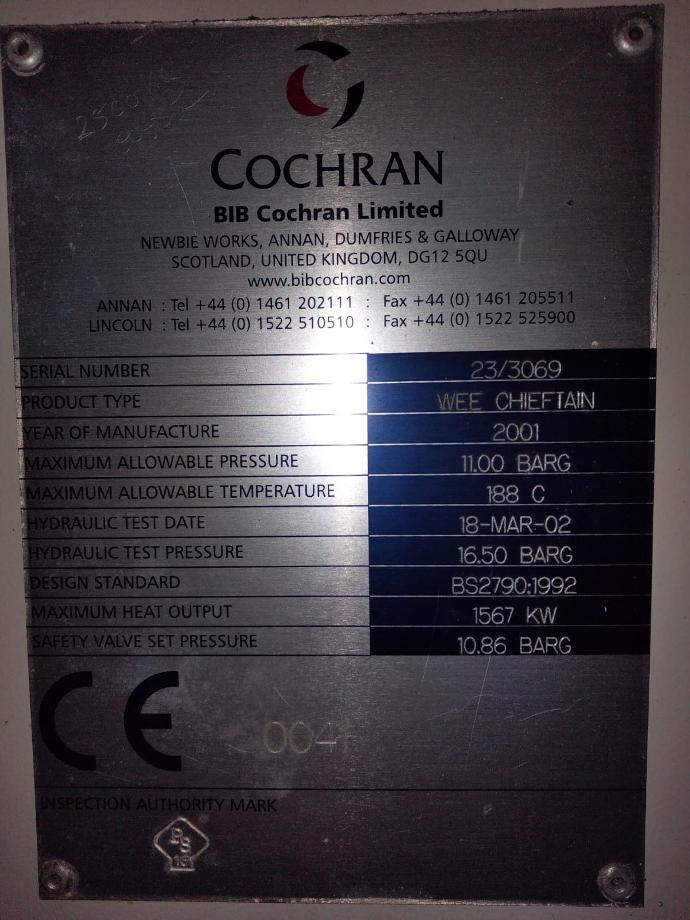 COCHRAN
BIB Cochran Limited
NEWBIE WORKS, ANNAN, DUMFRIES & GALLOWAY
SCOTLAND, UNITED KINGDOM, DG12 5QU
www.bibcochran.com
ANNAN : Tel +44 (0) 1461 202111 : Fax +44 (0) 1461 205511
LINCOLN : Tel +44 (0) 1522 510510 : Fax +44 (0) 1522 525900
SERIAL NUMBER 23/3069
PRODUCT TYPE WEE CHIEFTAIN
YEAR OF MANUFACTURE 2001
MAXIMUM ALLOWABLE PRESSURE 11.00 BARG
MAXIMUM ALLOWABLE TEMPERATURE 188 C
HYDRAULIC TEST DATE 18-MAR-02
HYDRAULIC TEST PRESSURE 16.50 BARG
DESIGN STANDARD BS2790:1992
MAXIMUM HEAT OUTPUT 1567 KW
SAFETY VALVE SET PRESSURE 10.86 BARG
CE 0041
INSPECTION AUTHORITY MARK